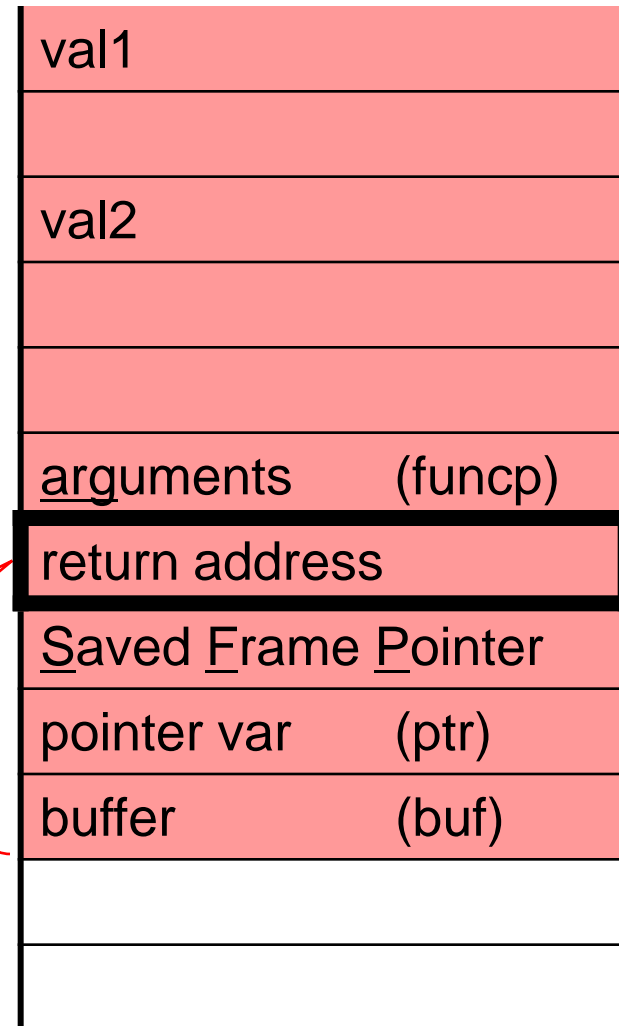 val1
val2
arguments (funcp)
return address
Saved Frame Pointer
pointer var (ptr)
buffer (buf)